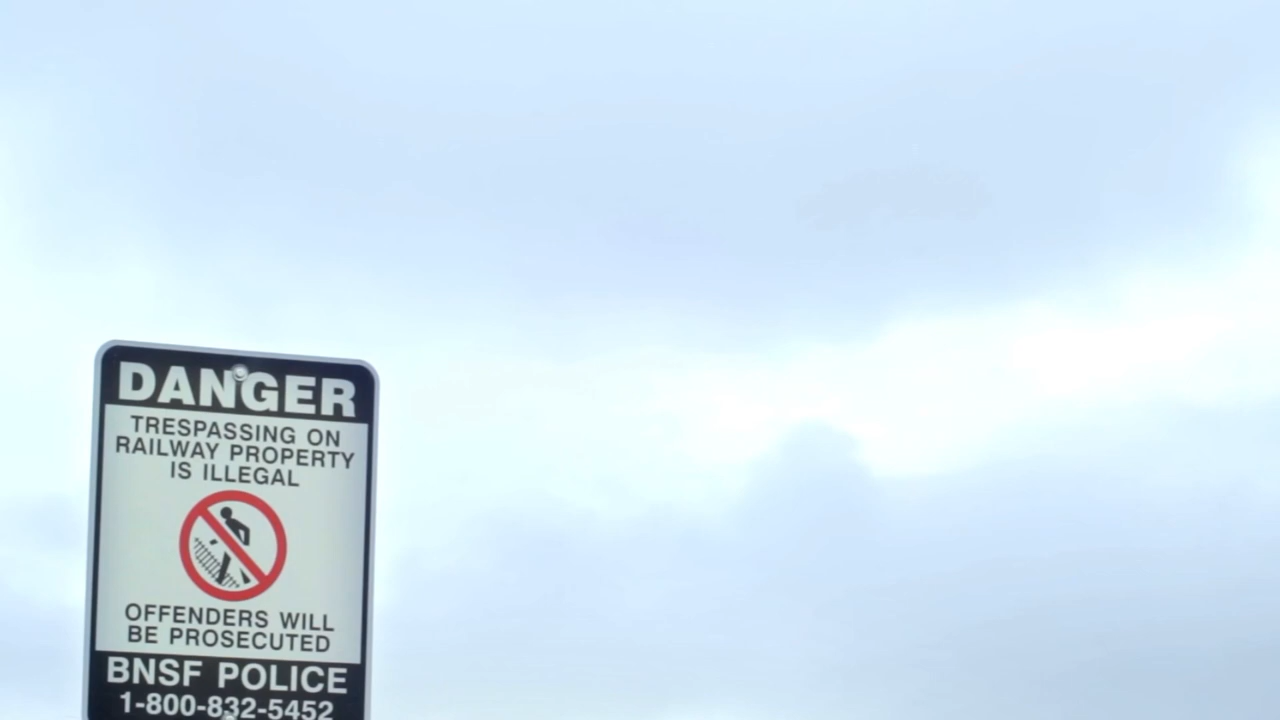 DANGER
TRESPASSING ON
RAILWAY PROPERTY
IS ILLEGAL
OFFENDERS WILL
BE PROSECUTED
BNSF POLICE
1-800-832-5452